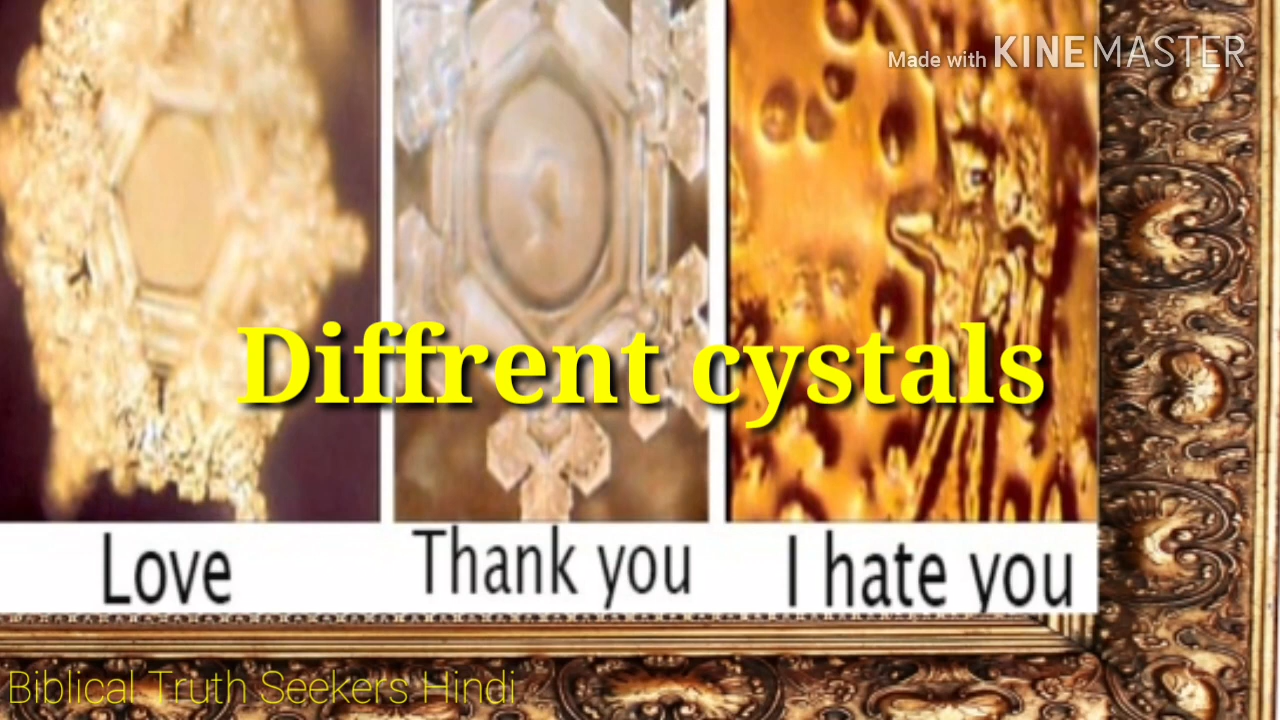 Made with KINEMASTER
Diffrent cystals
Love
Thank you
I hate you
Biblical Truth Seekers Hindi